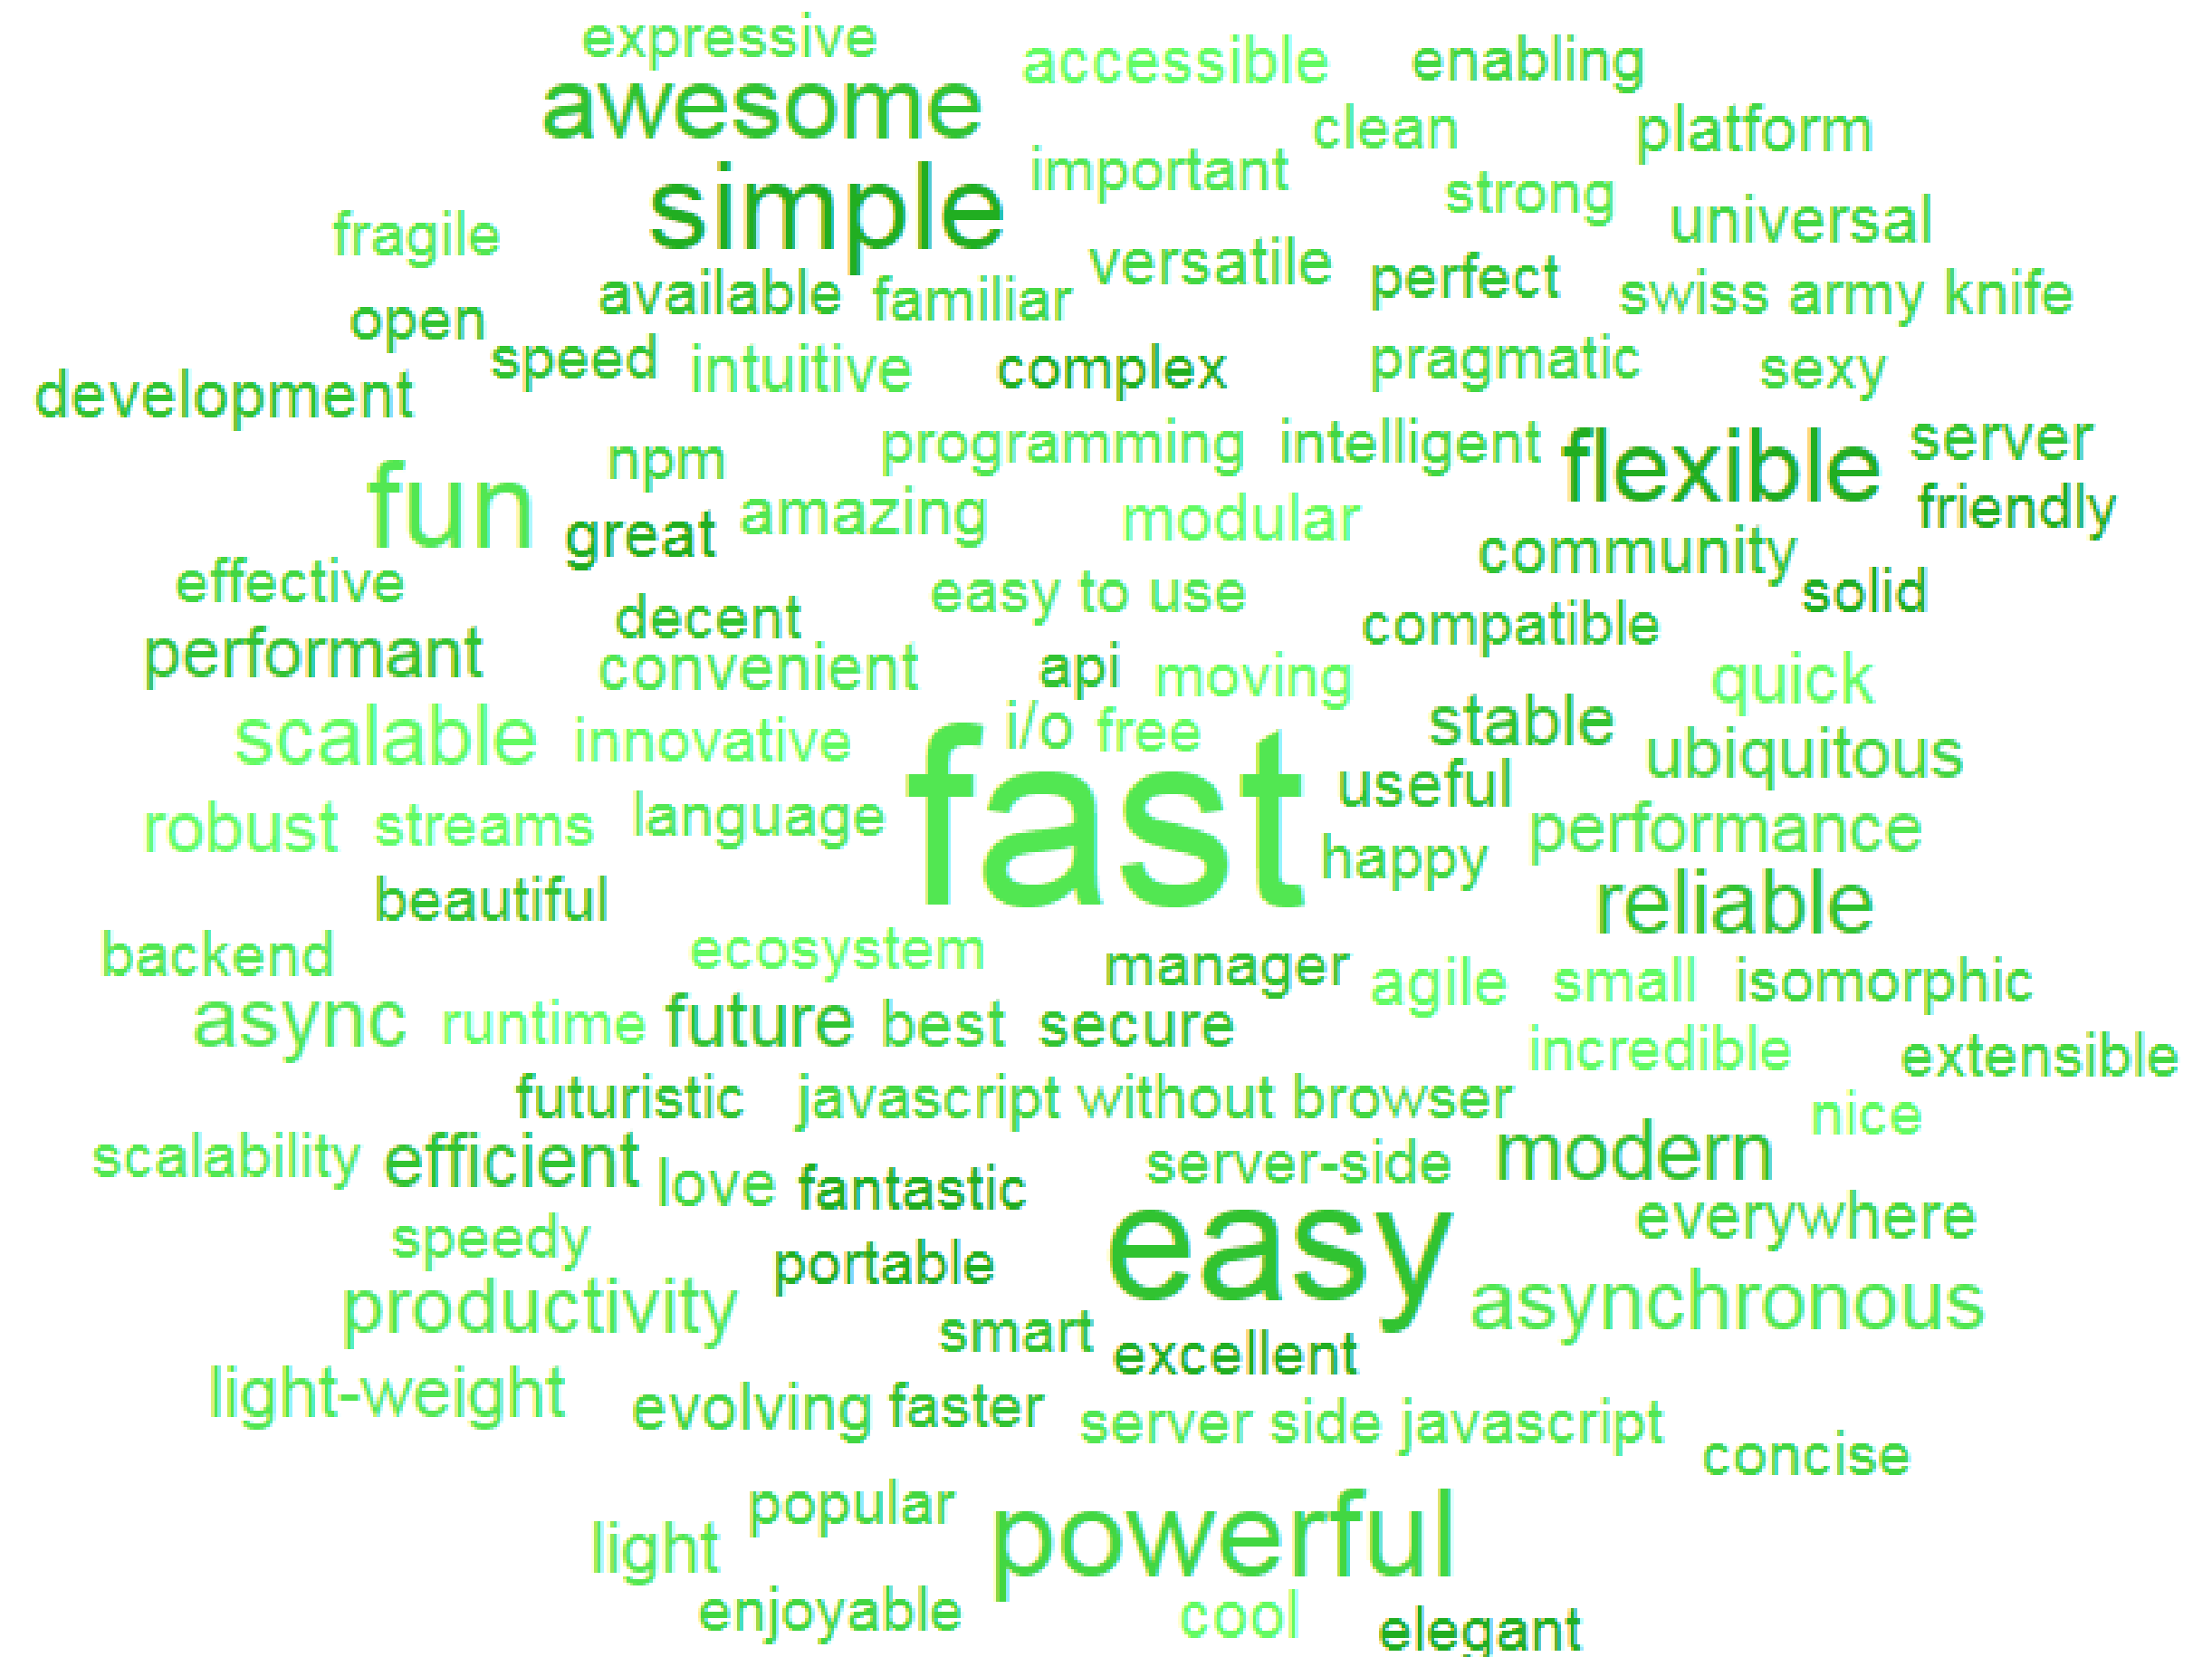 expressive
accessible
enabling
awesome
clean
platform
important
simple
strong
universal
fragile
versatile
perfect
available
familiar
swiss army knife
open
speed
intuitive
complex
pragmatic
sexy
development
programming
intelligent
flexible
server
npm
fun
great
amazing
modular
friendly
community
effective
decent
easy to use
solid
compatible
performant
convenient
api
moving
quick
scalable
innovative
i/o
free
stable
ubiquitous
fast
useful
robust
streams
language
happy
performance
beautiful
reliable
backend
ecosystem
manager
agile
small
isomorphic
async
runtime
future
best
secure
incredible
extensible
futuristic
javascript without browser
nice
scalability
efficient
love
fantastic
server-side
modern
speedy
portable
easy
everywhere
productivity
smart
excellent
asynchronous
light-weight
evolving
faster
server side javascript
concise
popular
light
powerful
enjoyable
cool
elegant